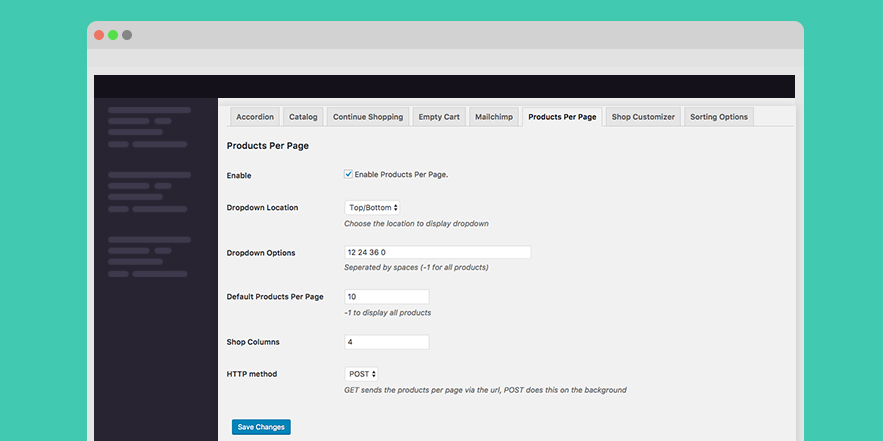 Accordion Catalog Continue Shopping Empty Cart Mailchimp Products Per Page Shop Customizer Sorting Options
Products Per Page
Enable Enable Products Per Page.
Dropdown Location Top/Bottom
Choose the location to display dropdown
Dropdown Options 12 24 36 0
Seperated by spaces (-1 for all products)
Default Products Per Page 10
-1 to display all products
Shop Columns 4
HTTP method POST
GET sends the products per page via the url, POST does this on the background
Save Changes